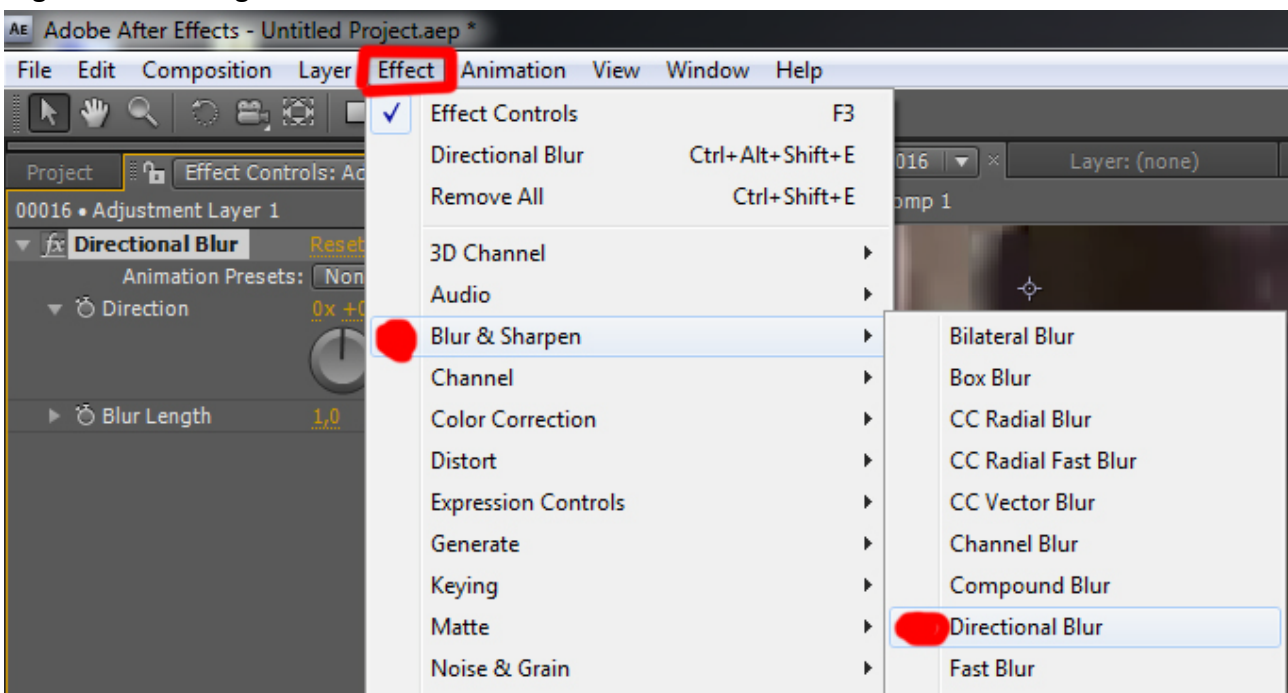 AE Adobe After Effects - Untitled Project.aep *
File Edit Composition Layer Effect Animation View Window Help
Effect Controls F3
Directional Blur Ctrl+Alt+Shift+E
Remove All Ctrl+Shift+E
3D Channel
Audio
Blur & Sharpen
Channel
Color Correction
Distort
Expression Controls
Generate
Keying
Matte
Noise & Grain
Project Effect Controls: Ad
00016 • Adjustment Layer 1
fx Directional Blur Reset
Animation Presets: Non
Direction 0x +0
Blur Length 1,0
016 Layer: (none)
omp 1
Bilateral Blur
Box Blur
CC Radial Blur
CC Radial Fast Blur
CC Vector Blur
Channel Blur
Compound Blur
Directional Blur
Fast Blur